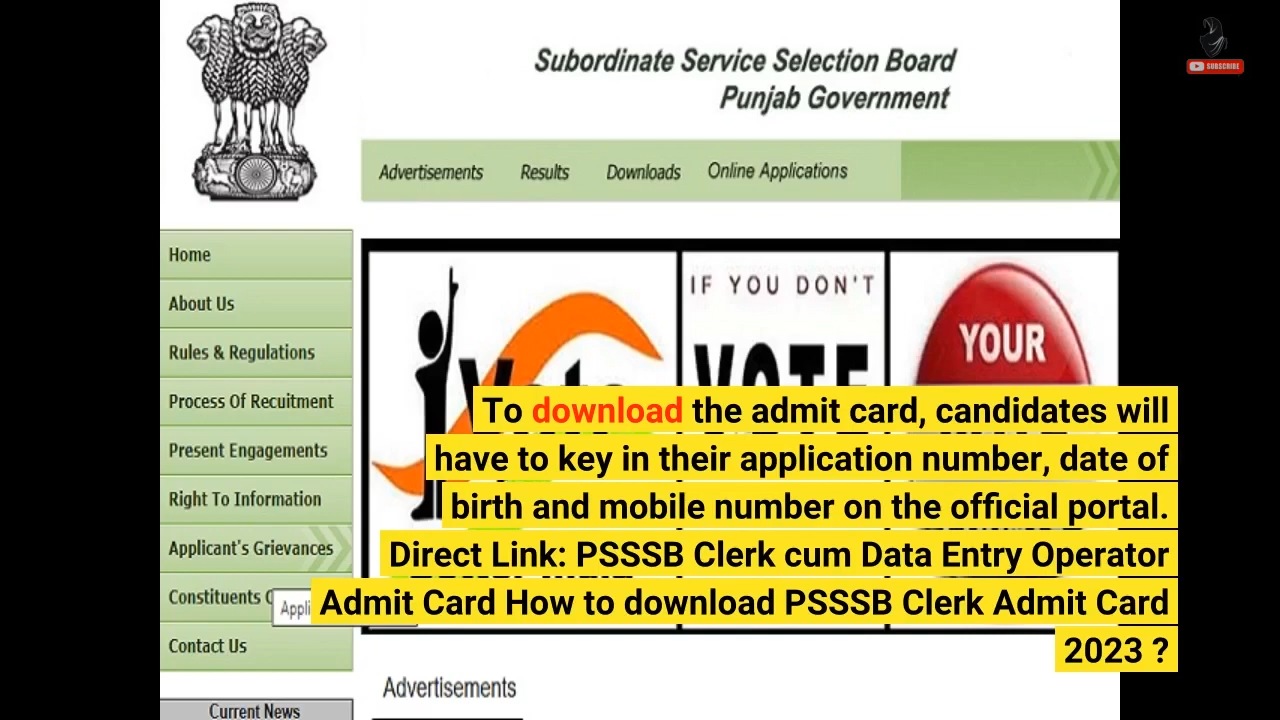 SUBSCRIBE
Subordinate Service Selection Board
Punjab Government
Advertisements Results Downloads Online Applications
Home
About Us
Rules & Regulations
Process Of Recuitment
Present Engagements
Right To Information
Applicant's Grievances
Constituents
Contact Us
Current News
IF YOU DON'T
VOTE
YOUR
To download the admit card, candidates will
have to key in their application number, date of
birth and mobile number on the official portal.
Direct Link: PSSSB Clerk cum Data Entry Operator
Admit Card How to download PSSSB Clerk Admit Card
2023 ?
Advertisements